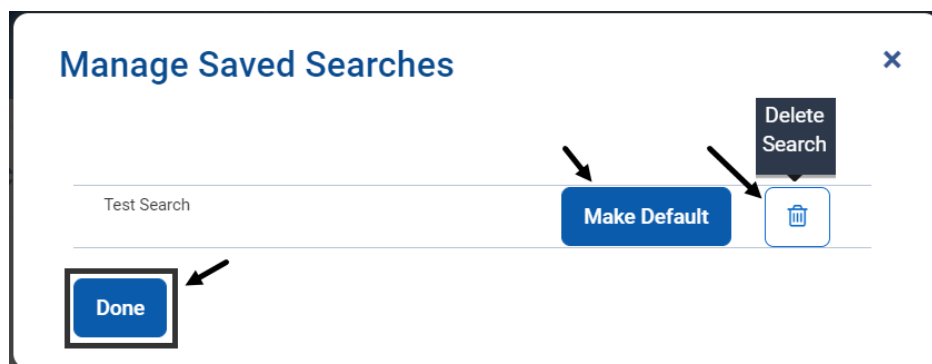 Manage Saved Searches
Delete
Search
Test Search
Make Default
Done